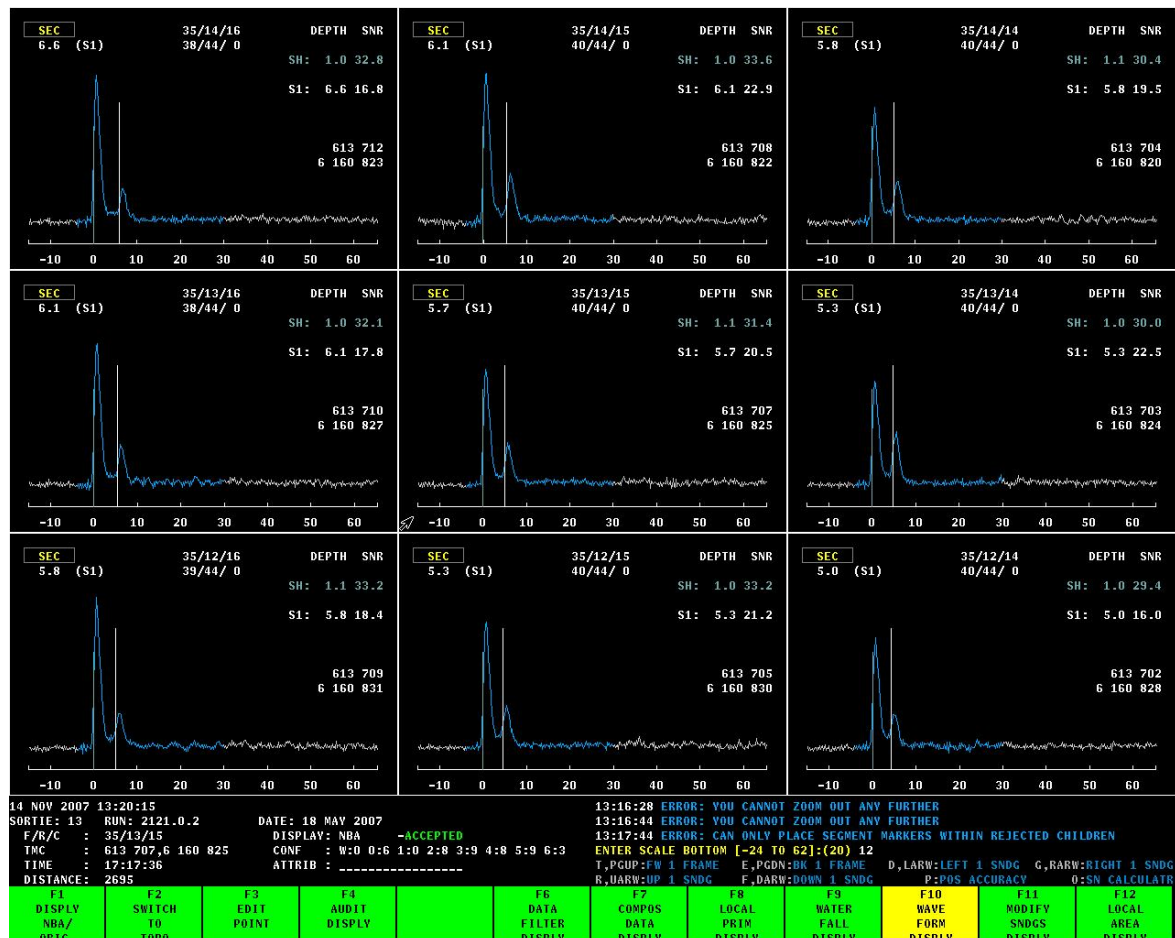 SEC 35/14/16 DEPTH SNR
6.6 (S1) 38/44/ 0
SH: 1.0 32.8
S1: 6.6 16.8
613 712
6 160 823
-10 0 10 20 30 40 50 60
SEC 35/14/15 DEPTH SNR
6.1 (S1) 40/44/ 0
SH: 1.0 33.6
S1: 6.1 22.9
613 708
6 160 822
-10 0 10 20 30 40 50 60
SEC 35/14/14 DEPTH SNR
5.8 (S1) 40/44/ 0
SH: 1.1 30.4
S1: 5.8 19.5
613 704
6 160 820
-10 0 10 20 30 40 50 60
SEC 35/13/16 DEPTH SNR
6.1 (S1) 38/44/ 0
SH: 1.0 32.1
S1: 6.1 17.8
613 710
6 160 827
-10 0 10 20 30 40 50 60
SEC 35/13/15 DEPTH SNR
5.7 (S1) 40/44/ 0
SH: 1.1 31.4
S1: 5.7 20.5
613 707
6 160 825
-10 0 10 20 30 40 50 60
SEC 35/13/14 DEPTH SNR
5.3 (S1) 40/44/ 0
SH: 1.0 30.0
S1: 5.3 22.5
613 703
6 160 824
-10 0 10 20 30 40 50 60
SEC 35/12/16 DEPTH SNR
5.8 (S1) 39/44/ 0
SH: 1.1 33.2
S1: 5.8 18.4
613 709
6 160 831
-10 0 10 20 30 40 50 60
SEC 35/12/15 DEPTH SNR
5.3 (S1) 40/44/ 0
SH: 1.0 33.2
S1: 5.3 21.2
613 705
6 160 830
-10 0 10 20 30 40 50 60
SEC 35/12/14 DEPTH SNR
5.0 (S1) 40/44/ 0
SH: 1.0 29.4
S1: 5.0 16.0
613 702
6 160 828
-10 0 10 20 30 40 50 60
14 NOV 2007 13:20:15
SORTIE: 13 RUN: 2121.0.2 DATE: 18 MAY 2007
F/R/C : 35/13/15 DISPLAY: NBA -ACCEPTED
TMC : 613 707,6 160 825 CONF : W:0 0:6 1:0 2:8 3:9 4:8 5:9 6:3
TIME : 17:17:36 ATTRIB : _________________
DISTANCE: 2695
13:16:28 ERROR: YOU CANNOT ZOOM OUT ANY FURTHER
13:16:44 ERROR: YOU CANNOT ZOOM OUT ANY FURTHER
13:17:44 ERROR: CAN ONLY PLACE SEGMENT MARKERS WITHIN REJECTED CHILDREN
ENTER SCALE BOTTOM [-24 TO 62]:(20) 12
T,PGUP:FW 1 FRAME E,PGDN:BK 1 FRAME D,LARW:LEFT 1 SNDG G,RARW:RIGHT 1 SNDG
R,UARW:UP 1 SNDG F,DARW:DOWN 1 SNDG P:POS ACCURACY O:SN CALCULATR
F1 DISPLY NBA/ ORIG
F2 SWITCH TO TOPO
F3 EDIT POINT
F4 AUDIT DISPLY
F6 DATA FILTER DISPLY
F7 COMPOS DATA DISPLY
F8 LOCAL PRIM DISPLY
F9 WATER FALL DISPLY
F10 WAVE FORM DISPLY
F11 MODIFY SNDGS DISPLY
F12 LOCAL AREA DISPLY